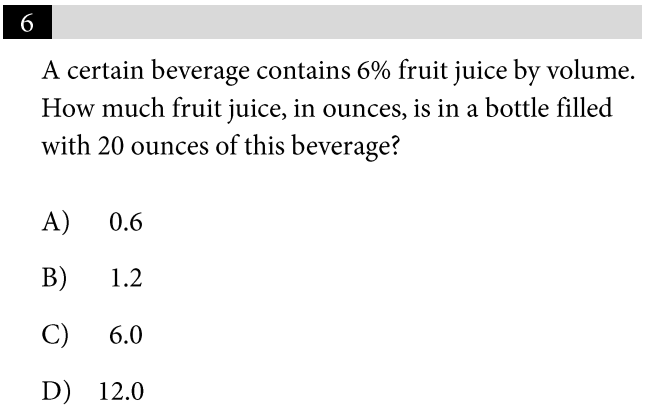 6
A certain beverage contains 6% fruit juice by volume.
How much fruit juice, in ounces, is in a bottle filled
with 20 ounces of this beverage?
A) 0.6
B) 1.2
C) 6.0
D) 12.0